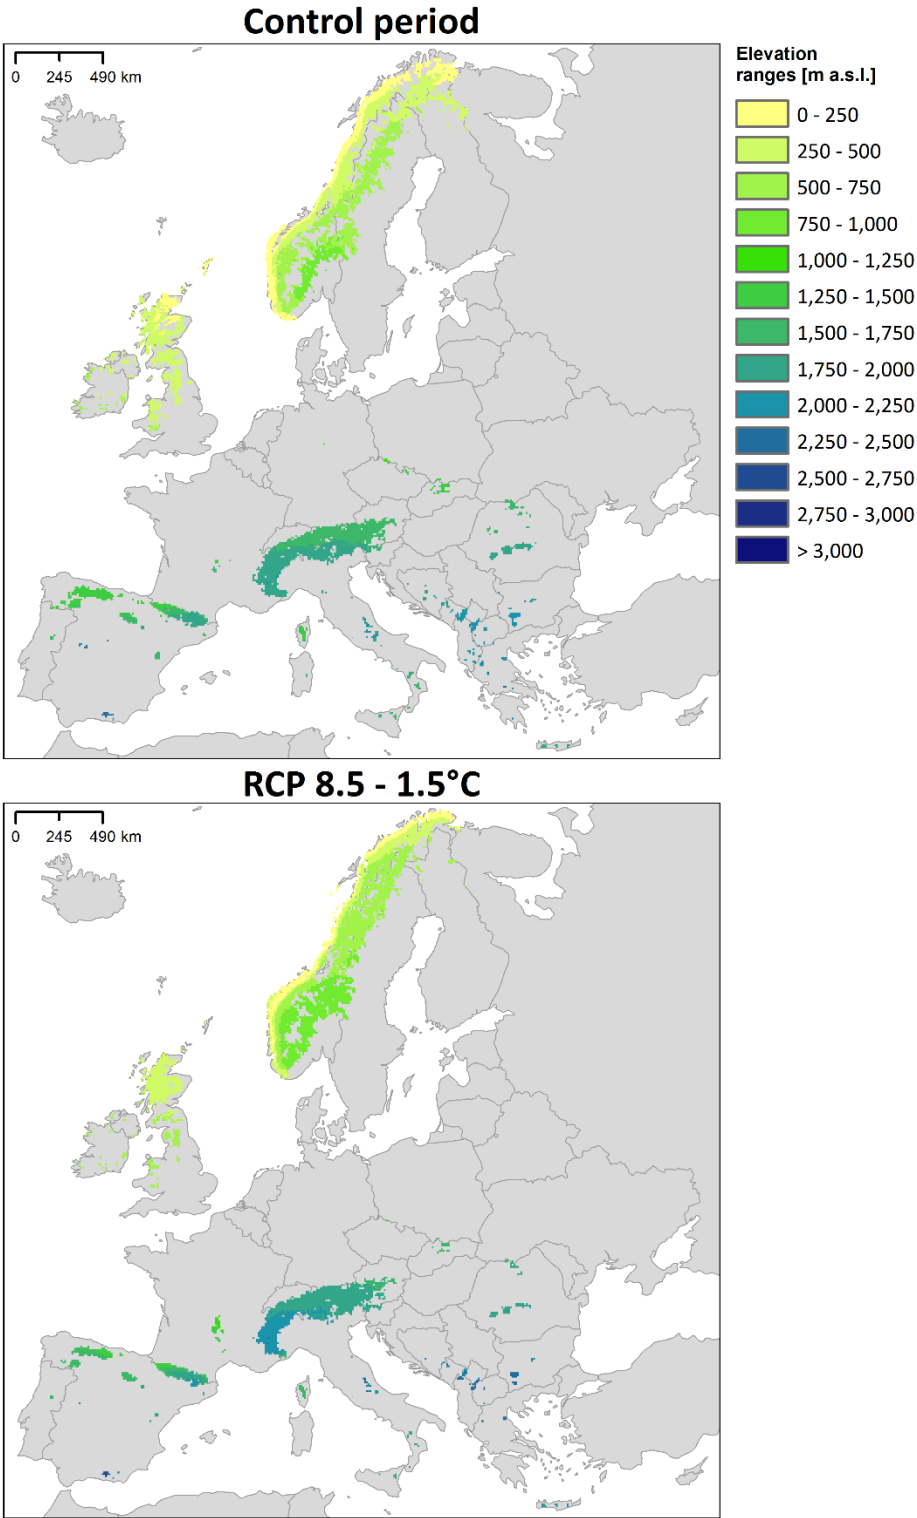 Control period
0 245 490 km
Elevation
ranges [m a.s.l.]
0 - 250
250 - 500
500 - 750
750 - 1,000
1,000 - 1,250
1,250 - 1,500
1,500 - 1,750
1,750 - 2,000
2,000 - 2,250
2,250 - 2,500
2,500 - 2,750
2,750 - 3,000
> 3,000
RCP 8.5 - 1.5°C
0 245 490 km